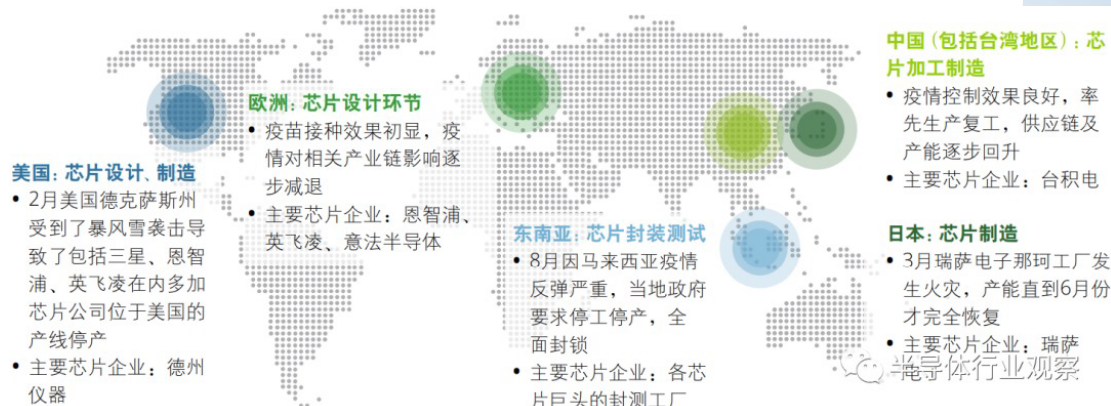 美国：芯片设计、制造
• 2月美国德克萨斯州
受到了暴风雪袭击导
致了包括三星、恩智
浦、英飞凌在内多加
芯片公司位于美国的
产线停产
• 主要芯片企业：德州
仪器
欧洲：芯片设计环节
• 疫苗接种效果初显，疫
情对相关产业链影响逐
步减退
• 主要芯片企业：恩智浦、
英飞凌、意法半导体
东南亚：芯片封装测试
• 8月因马来西亚疫情
反弹严重，当地政府
要求停工停产，全
面封锁
• 主要芯片企业：各芯
片巨头的封测工厂
中国（包括台湾地区）：芯
片加工制造
• 疫情控制效果良好，率
先生产复工，供应链及
产能逐步回升
• 主要芯片企业：台积电
日本：芯片制造
• 3月瑞萨电子那珂工厂发
生火灾，产能直到6月份
才完全恢复
• 主要芯片企业：瑞萨
电子
半导体行业观察